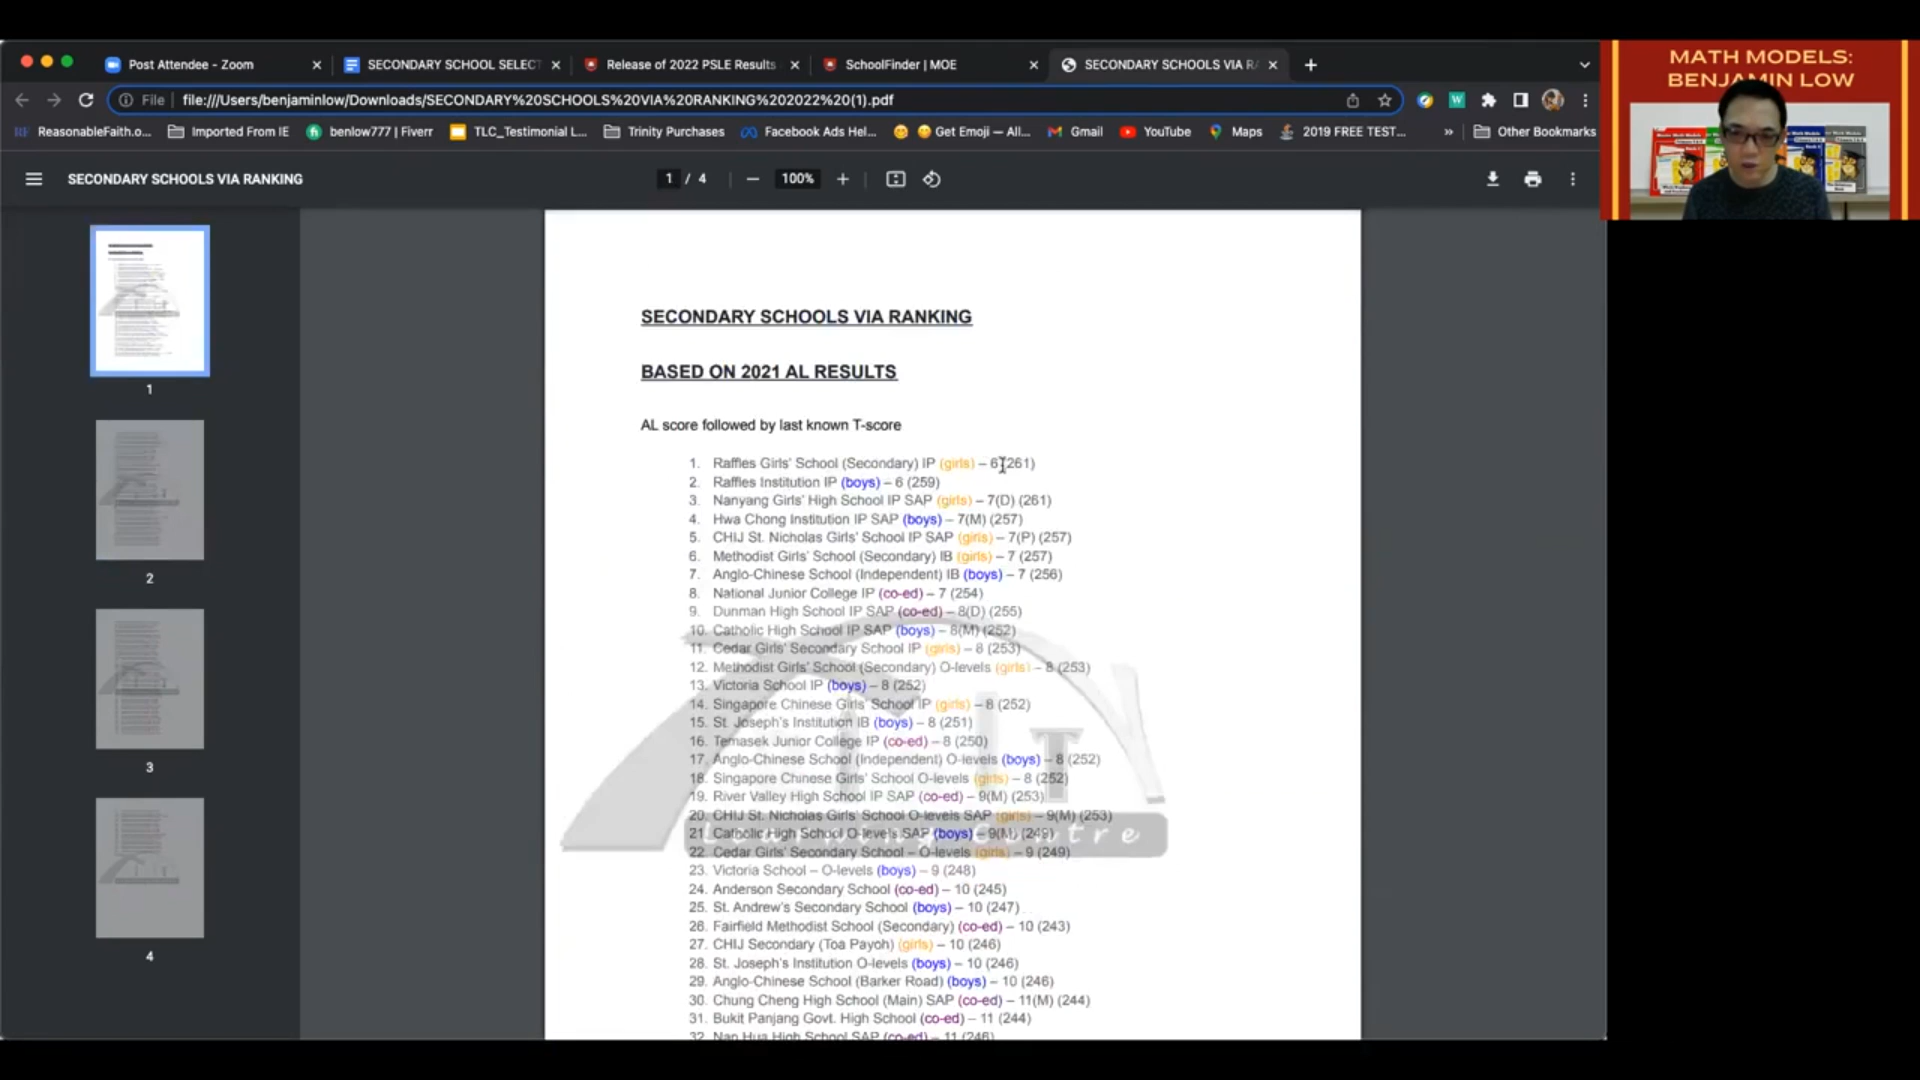 Post Attendee - Zoom
SECONDARY SCHOOL SELECT
Release of 2022 PSLE Results
SchoolFinder | MOE
SECONDARY SCHOOLS VIA R
MATH MODELS:
BENJAMIN LOW
File
file:///Users/benjaminlow/Downloads/SECONDARY%20SCHOOLS%20VIA%20RANKING%202022%20(1).pdf
ReasonableFaith.o...
Imported From IE
benlow777 | Fiverr
TLC_Testimonial L...
Trinity Purchases
Facebook Ads Hel...
Get Emoji — All...
Gmail
YouTube
Maps
2019 FREE TEST...
»
Other Bookmarks
SECONDARY SCHOOLS VIA RANKING
1 / 4
100%
1
2
3
4
SECONDARY SCHOOLS VIA RANKING
BASED ON 2021 AL RESULTS
AL score followed by last known T-score
1. Raffles Girls' School (Secondary) IP (girls) – 6 (261)
2. Raffles Institution IP (boys) – 6 (259)
3. Nanyang Girls' High School IP SAP (girls) – 7(D) (261)
4. Hwa Chong Institution IP SAP (boys) – 7(M) (257)
5. CHIJ St. Nicholas Girls' School IP SAP (girls) – 7(P) (257)
6. Methodist Girls' School (Secondary) IB (girls) – 7 (257)
7. Anglo-Chinese School (Independent) IB (boys) – 7 (256)
8. National Junior College IP (co-ed) – 7 (254)
9. Dunman High School IP SAP (co-ed) – 8(D) (255)
10. Catholic High School IP SAP (boys) – 8(M) (252)
11. Cedar Girls' Secondary School IP (girls) – 8 (253)
12. Methodist Girls' School (Secondary) O-levels (girls) – 8 (253)
13. Victoria School IP (boys) – 8 (252)
14. Singapore Chinese Girls' School IP (girls) – 8 (252)
15. St. Joseph's Institution IB (boys) – 8 (251)
16. Temasek Junior College IP (co-ed) – 8 (250)
17. Anglo-Chinese School (Independent) O-levels (boys) – 8 (252)
18. Singapore Chinese Girls' School O-levels (girls) – 8 (252)
19. River Valley High School IP SAP (co-ed) – 9(M) (253)
20. CHIJ St. Nicholas Girls' School O-levels SAP (girls) – 9(M) (253)
21. Catholic High School O-levels SAP (boys) – 9(M) (249)
Learning Centre
22. Cedar Girls' Secondary School – O-levels (girls) – 9 (249)
23. Victoria School – O-levels (boys) – 9 (248)
24. Anderson Secondary School (co-ed) – 10 (245)
25. St. Andrew's Secondary School (boys) – 10 (247)
26. Fairfield Methodist School (Secondary) (co-ed) – 10 (243)
27. CHIJ Secondary (Toa Payoh) (girls) – 10 (246)
28. St. Joseph's Institution O-levels (boys) – 10 (246)
29. Anglo-Chinese School (Barker Road) (boys) – 10 (246)
30. Chung Cheng High School (Main) SAP (co-ed) – 11(M) (244)
31. Bukit Panjang Govt. High School (co-ed) – 11 (244)
32. Nan Hua High School SAP (co-ed) – 11 (246)